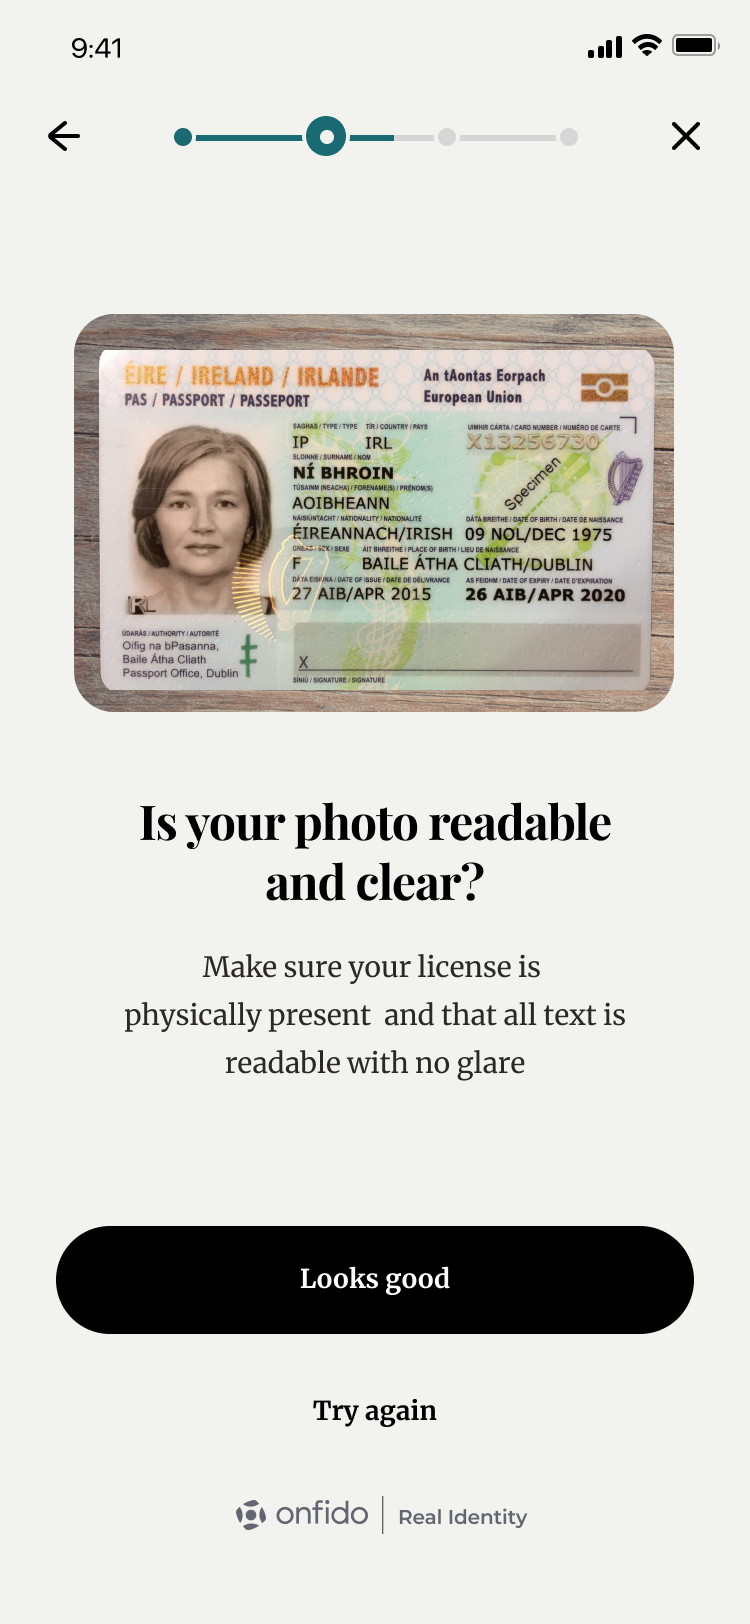 9:41
ÉIRE / IRELAND / IRLANDE
PAS / PASSPORT / PASSEPORT
An tAontas Eorpach
European Union
SAGHAS / TYPE / TYPE TÍR / COUNTRY / PAYS
UIMHIR CÁRTA / CARD NUMBER / NUMÉRO DE CARTE
IP IRL
X13256730
SLOINNE / SURNAME / NOM
NÍ BHROIN
Specimen
TÚSAINM (NEACHA) / FORENAME(S) / PRÉNOM(S)
AOIBHEANN
NÁISIÚNTACHT / NATIONALITY / NATIONALITÉ
DÁTA BREITHE / DATE OF BIRTH / DATE DE NAISSANCE
ÉIREANNACH/IRISH 09 NOL/DEC 1975
GNÉAS / SEX / SEXE ÁIT BHREITHE / PLACE OF BIRTH / LIEU DE NAISSANCE
F BAILE ÁTHA CLIATH/DUBLIN
DÁTA EISIÚNA / DATE OF ISSUE / DATE DE DÉLIVRANCE AS FEIDHM / DATE OF EXPIRY / DATE D'EXPIRATION
27 AIB/APR 2015 26 AIB/APR 2020
IRL
ÚDARÁS / AUTHORITY / AUTORITÉ
Oifig na bPasanna,
Baile Átha Cliath
Passport Office, Dublin
X
SÍNIÚ / SIGNATURE / SIGNATURE
Is your photo readable
and clear?
Make sure your license is
physically present and that all text is
readable with no glare
Looks good
Try again
onfido | Real Identity